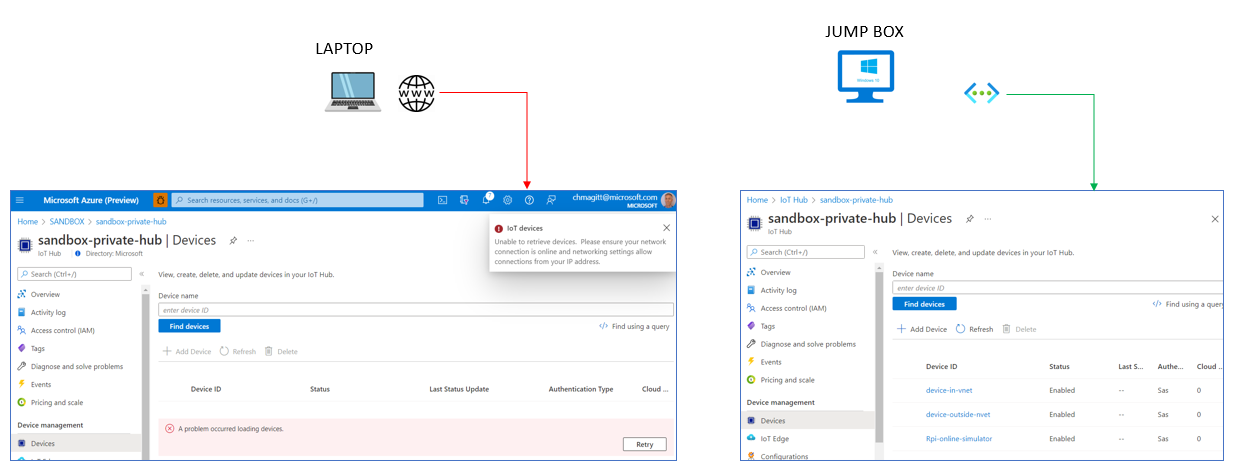 LAPTOP
JUMP BOX
WWW
Windows 10
Microsoft Azure (Preview)
Search resources, services, and docs (G+/)
chmagitt@microsoft.com
MICROSOFT
Home > SANDBOX > sandbox-private-hub
sandbox-private-hub | Devices
IoT Hub
Directory: Microsoft
IoT devices
Unable to retrieve devices. Please ensure your network
connection is online and networking settings allow
connections from your IP address.
Search (Ctrl+/)
Overview
Activity log
Access control (IAM)
Tags
Diagnose and solve problems
Events
Pricing and scale
Device management
Devices
View, create, delete, and update devices in your IoT Hub.
Device name
enter device ID
Find devices
Find using a query
Add Device
Refresh
Delete
Device ID Status Last Status Update Authentication Type Cloud ...
A problem occurred loading devices.
Retry
Home > IoT Hub > sandbox-private-hub
sandbox-private-hub | Devices
IoT Hub
Search (Ctrl+/)
Overview
Activity log
Access control (IAM)
Tags
Diagnose and solve problems
Events
Pricing and scale
Device management
Devices
IoT Edge
Configurations
View, create, delete, and update devices in your IoT Hub.
Device name
enter device ID
Find devices
Find using a query
Add Device
Refresh
Delete
Device ID Status Last S... Authe... Cloud ...
device-in-vnet Enabled -- Sas 0
device-outside-nvet Enabled -- Sas 0
Rpi-online-simulator Enabled -- Sas 0